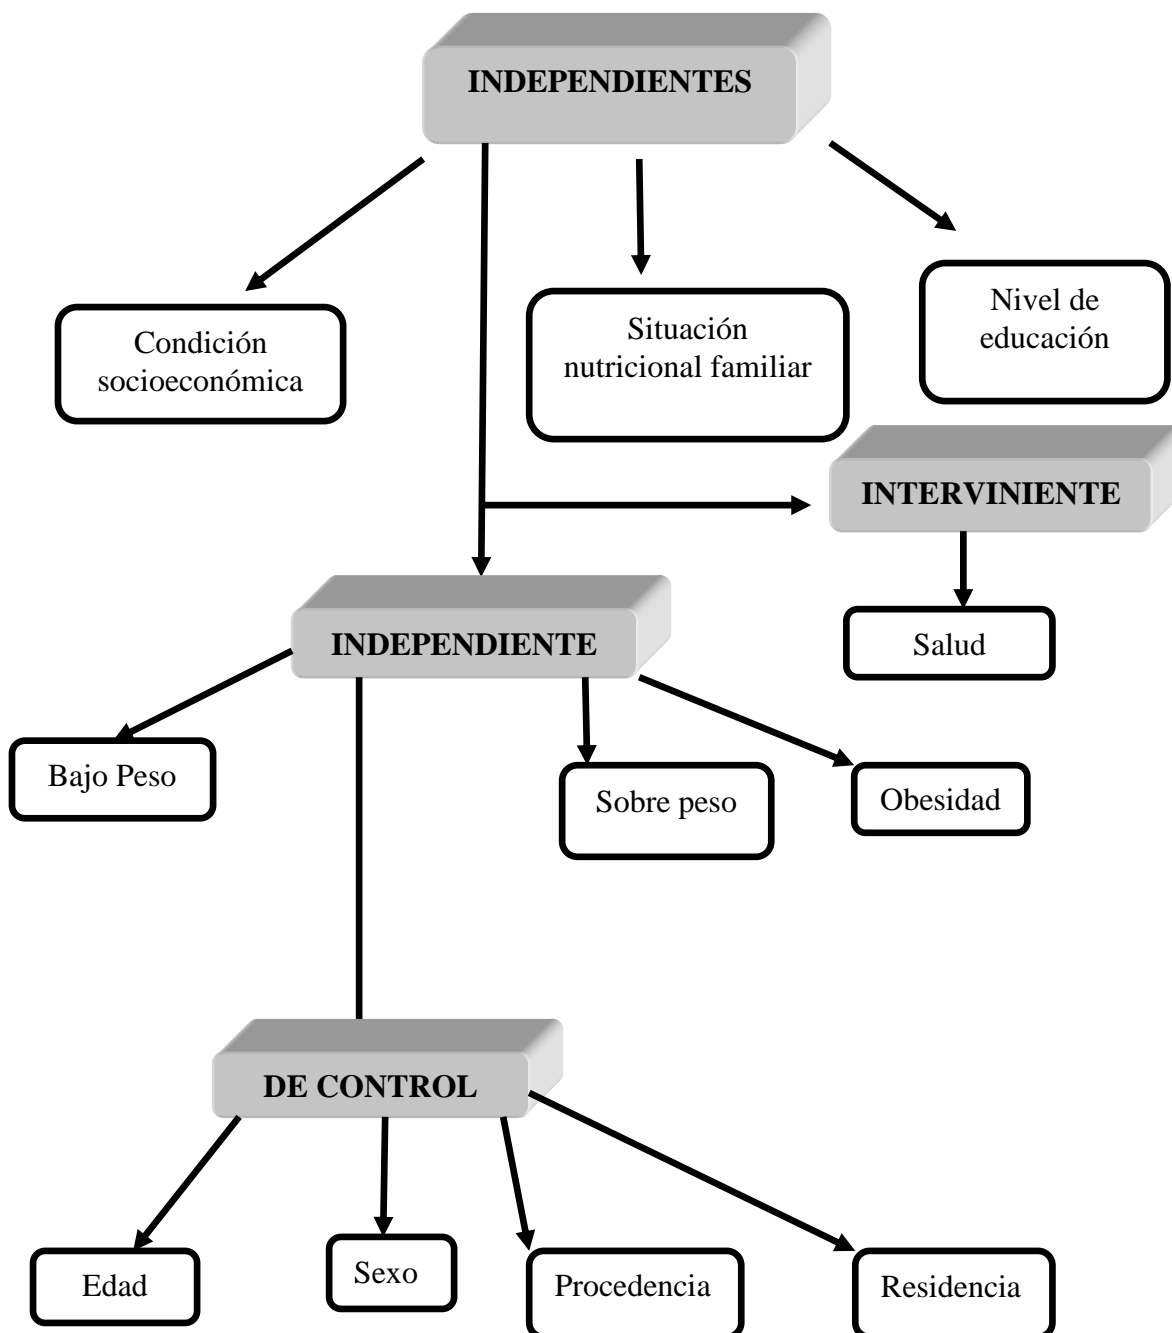 INDEPENDIENTES
Condición
socioeconómica
Situación
nutricional familiar
Nivel de
educación
INTERVINIENTE
Salud
INDEPENDIENTE
Bajo Peso
Sobre peso
Obesidad
DE CONTROL
Edad
Sexo
Procedencia
Residencia